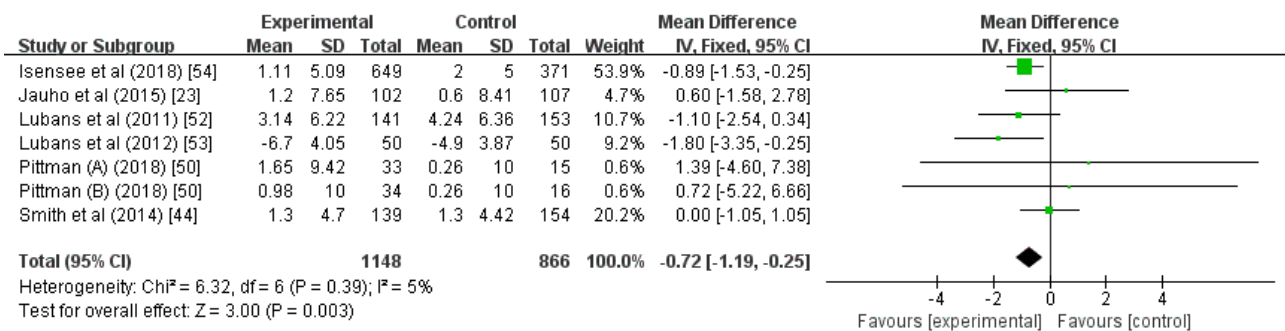 Experimental Control Mean Difference Mean Difference
Study or Subgroup Mean SD Total Mean SD Total Weight IV, Fixed, 95% CI IV, Fixed, 95% CI
Isensee et al (2018) [54] 1.11 5.09 649 2 5 371 53.9% -0.89 [-1.53, -0.25]
Jauho et al (2015) [23] 1.2 7.65 102 0.6 8.41 107 4.7% 0.60 [-1.58, 2.78]
Lubans et al (2011) [52] 3.14 6.22 141 4.24 6.36 153 10.7% -1.10 [-2.54, 0.34]
Lubans et al (2012) [53] -6.7 4.05 50 -4.9 3.87 50 9.2% -1.80 [-3.35, -0.25]
Pittman (A) (2018) [50] 1.65 9.42 33 0.26 10 15 0.6% 1.39 [-4.60, 7.38]
Pittman (B) (2018) [50] 0.98 10 34 0.26 10 16 0.6% 0.72 [-5.22, 6.66]
Smith et al (2014) [44] 1.3 4.7 139 1.3 4.42 154 20.2% 0.00 [-1.05, 1.05]
Total (95% CI) 1148 866 100.0% -0.72 [-1.19, -0.25]
Heterogeneity: Chi² = 6.32, df = 6 (P = 0.39); I² = 5%
Test for overall effect: Z = 3.00 (P = 0.003)
-4 -2 0 2 4
Favours [experimental] Favours [control]